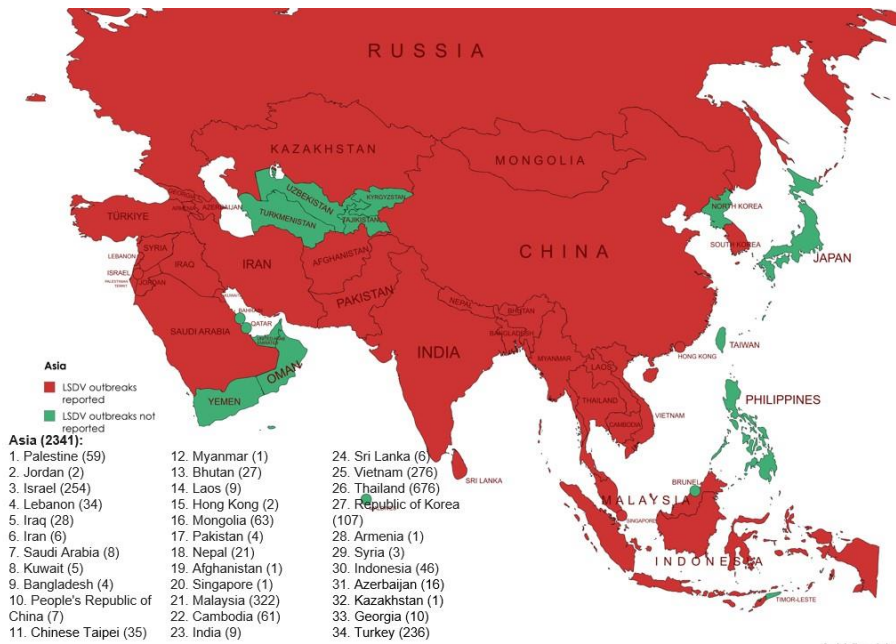 RUSSIA
KAZAKHSTAN
MONGOLIA
UZBEKISTAN
KYRGYZSTAN
TURKMENISTAN
TAJIKISTAN
AZERBAIJAN
ARMENIA
TÜRKIYE
NORTH KOREA
SOUTH KOREA
JAPAN
CHINA
SYRIA
LEBANON
IRAQ
IRAN
AFGHANISTAN
ISRAEL
JORDAN
PAKISTAN
NEPAL
BHUTAN
BANGLADESH
KUWAIT
BAHRAIN
QATAR
SAUDI ARABIA
OMAN
YEMEN
INDIA
MYANMAR
LAOS
HONG KONG
TAIWAN
THAILAND
CAMBODIA
VIETNAM
PHILIPPINES
SRI LANKA
BRUNEI
MALAYSIA
SINGAPORE
INDONESIA
TIMOR-LESTE
Asia
LSDV outbreaks
reported
LSDV outbreaks not
reported
Asia (2341):
1. Palestine (59)
2. Jordan (2)
3. Israel (254)
4. Lebanon (34)
5. Iraq (28)
6. Iran (6)
7. Saudi Arabia (8)
8. Kuwait (5)
9. Bangladesh (4)
10. People's Republic of
China (7)
11. Chinese Taipei (35)
12. Myanmar (1)
13. Bhutan (27)
14. Laos (9)
15. Hong Kong (2)
16. Mongolia (63)
17. Pakistan (4)
18. Nepal (21)
19. Afghanistan (1)
20. Singapore (1)
21. Malaysia (322)
22. Cambodia (61)
23. India (9)
24. Sri Lanka (6)
25. Vietnam (276)
26. Thailand (676)
27. Republic of Korea
(107)
28. Armenia (1)
29. Syria (3)
30. Indonesia (46)
31. Azerbaijan (16)
32. Kazakhstan (1)
33. Georgia (10)
34. Turkey (236)